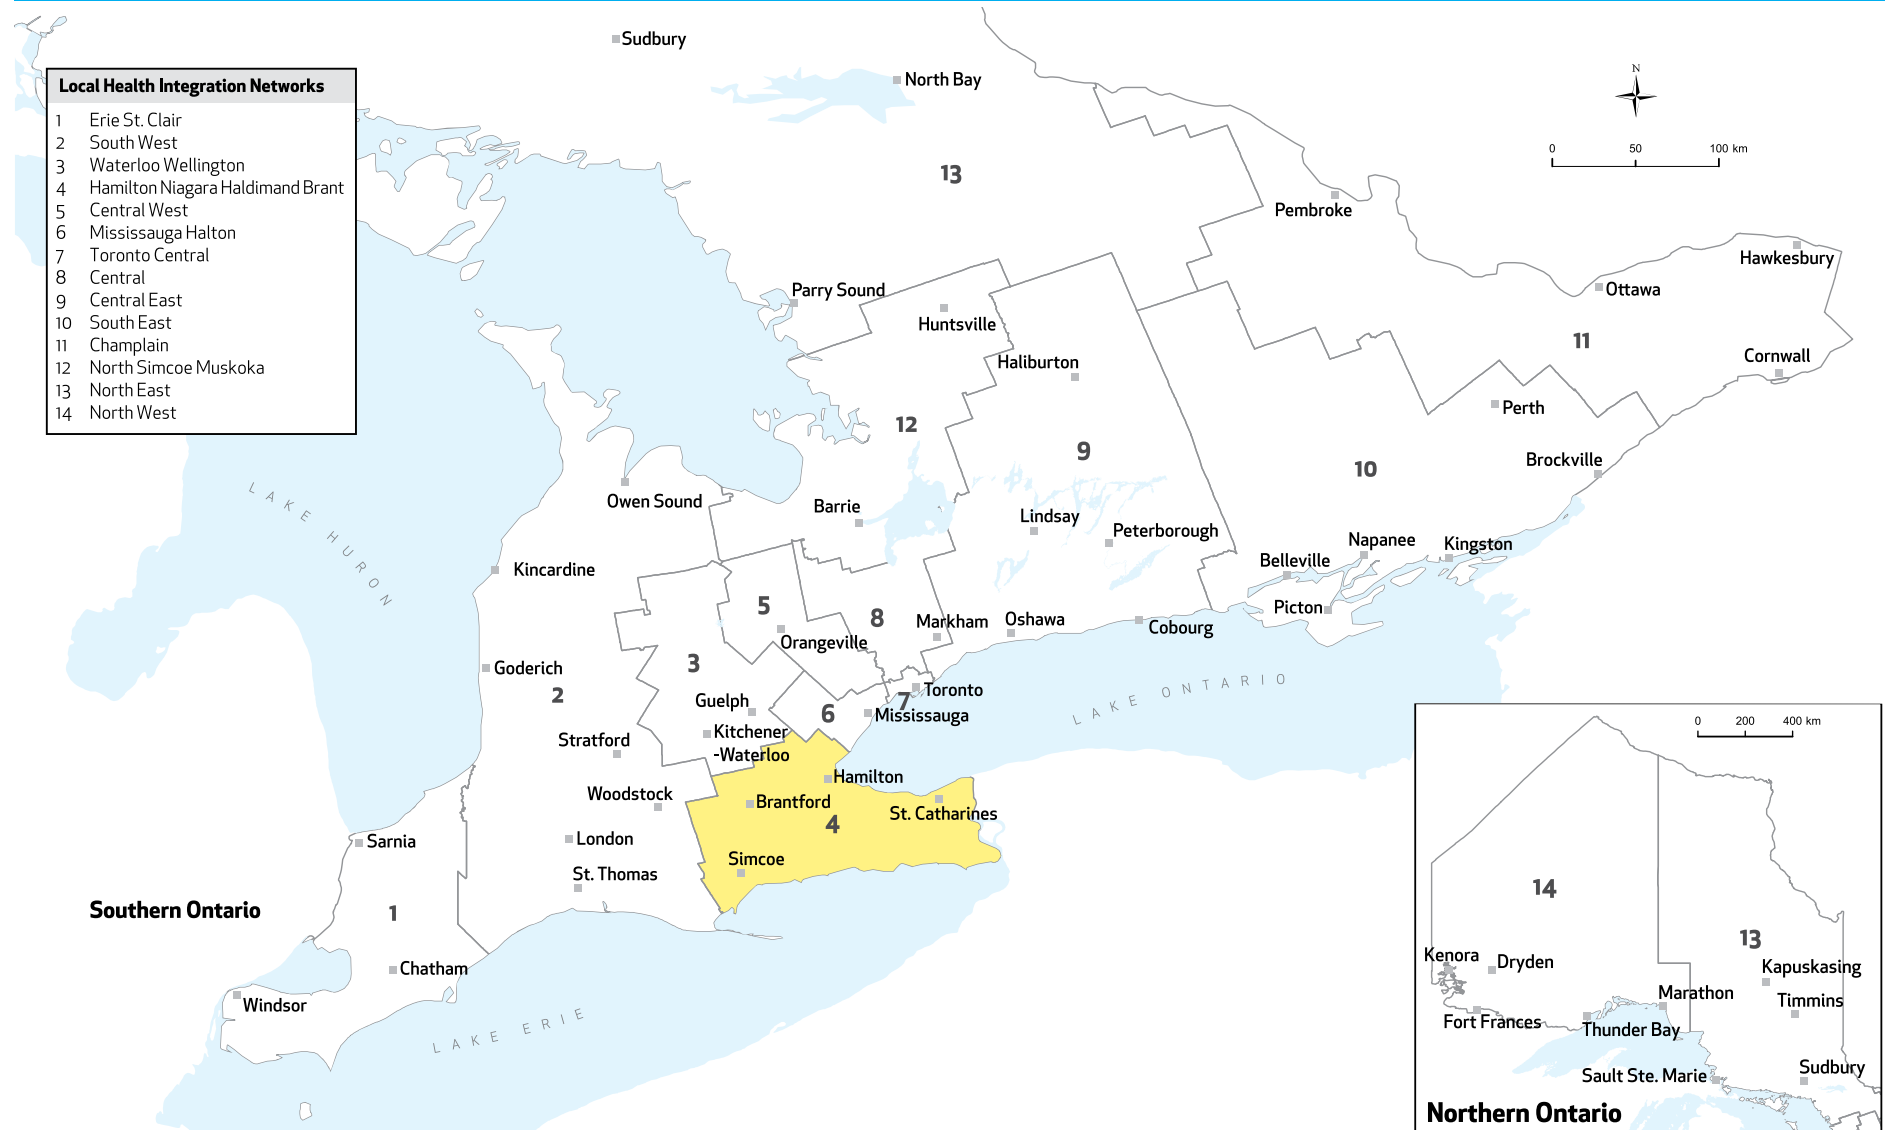 Sudbury
North Bay
N
0 50 100 km
Local Health Integration Networks
1 Erie St. Clair
2 South West
3 Waterloo Wellington
4 Hamilton Niagara Haldimand Brant
5 Central West
6 Mississauga Halton
7 Toronto Central
8 Central
9 Central East
10 South East
11 Champlain
12 North Simcoe Muskoka
13 North East
14 North West
13
Pembroke
Hawkesbury
Parry Sound
Ottawa
Huntsville
11
Haliburton
Cornwall
Perth
12
9
10
Brockville
Owen Sound
Barrie
Lindsay
Peterborough
Napanee
Kingston
Belleville
LAKE HURON
Kincardine
5
8
Picton
Markham
Oshawa
Cobourg
Orangeville
3
Goderich
2
Guelph
6
7
Toronto
Mississauga
LAKE ONTARIO
Stratford
Kitchener
-Waterloo
Hamilton
Woodstock
Brantford
4
St. Catharines
London
Sarnia
Simcoe
St. Thomas
Southern Ontario
1
Chatham
Windsor
LAKE ERIE
0 200 400 km
14
13
Kenora
Dryden
Kapuskasing
Marathon
Timmins
Fort Frances
Thunder Bay
Sault Ste. Marie
Sudbury
Northern Ontario